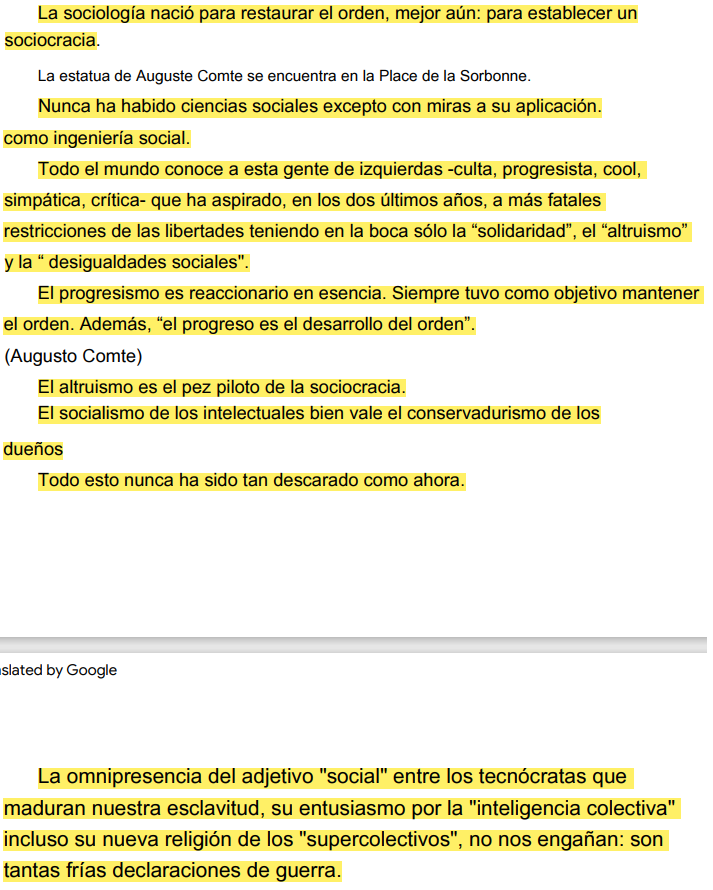 La sociología nació para restaurar el orden, mejor aún: para establecer un
sociocracia.
La estatua de Auguste Comte se encuentra en la Place de la Sorbonne.
Nunca ha habido ciencias sociales excepto con miras a su aplicación.
como ingeniería social.
Todo el mundo conoce a esta gente de izquierdas -culta, progresista, cool,
simpática, crítica- que ha aspirado, en los dos últimos años, a más fatales
restricciones de las libertades teniendo en la boca sólo la “solidaridad”, el “altruismo”
y la “ desigualdades sociales".
El progresismo es reaccionario en esencia. Siempre tuvo como objetivo mantener
el orden. Además, “el progreso es el desarrollo del orden”.
(Augusto Comte)
El altruismo es el pez piloto de la sociocracia.
El socialismo de los intelectuales bien vale el conservadurismo de los
dueños
Todo esto nunca ha sido tan descarado como ahora.
slated by Google
La omnipresencia del adjetivo "social" entre los tecnócratas que
maduran nuestra esclavitud, su entusiasmo por la "inteligencia colectiva"
incluso su nueva religión de los "supercolectivos", no nos engañan: son
tantas frías declaraciones de guerra.